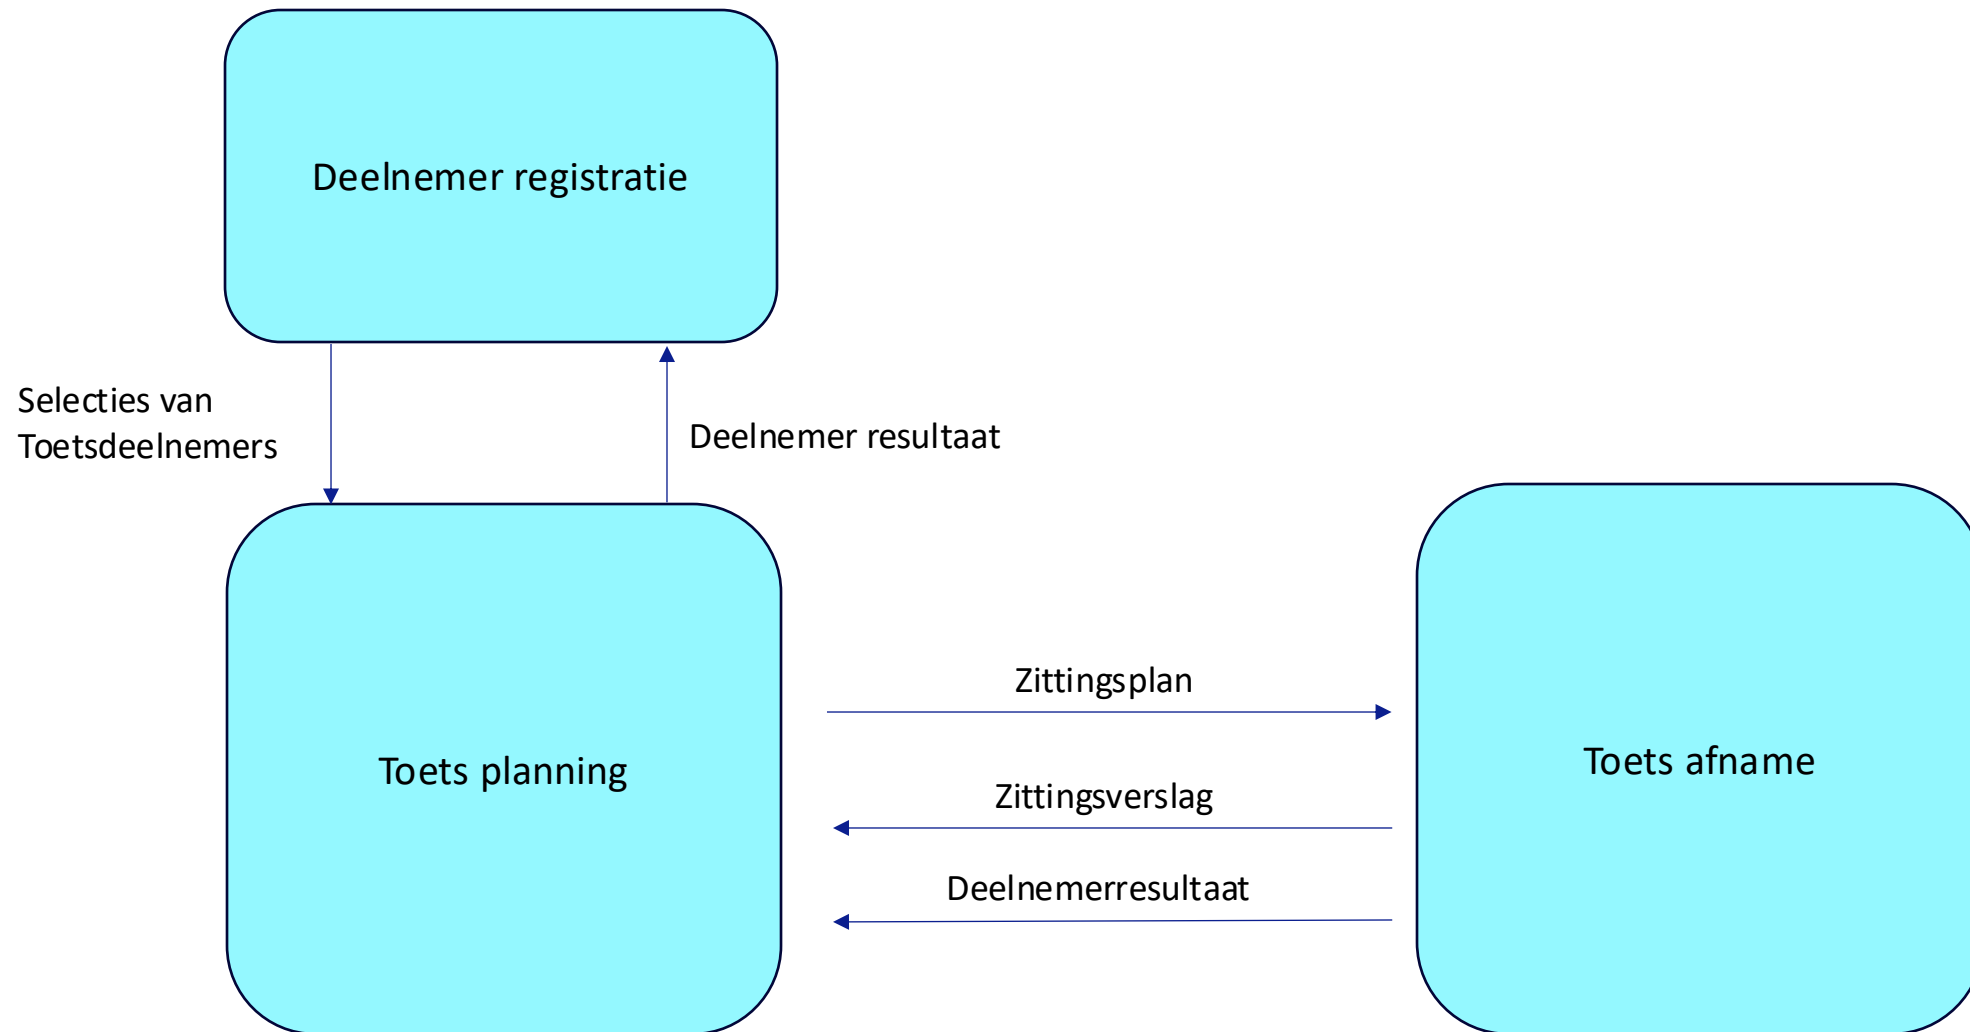 Deelnemer registratie
Selecties van
Toetsdeelnemers
Deelnemer resultaat
Zittingsplan
Toets planning
Toets afname
Zittingsverslag
Deelnemerresultaat